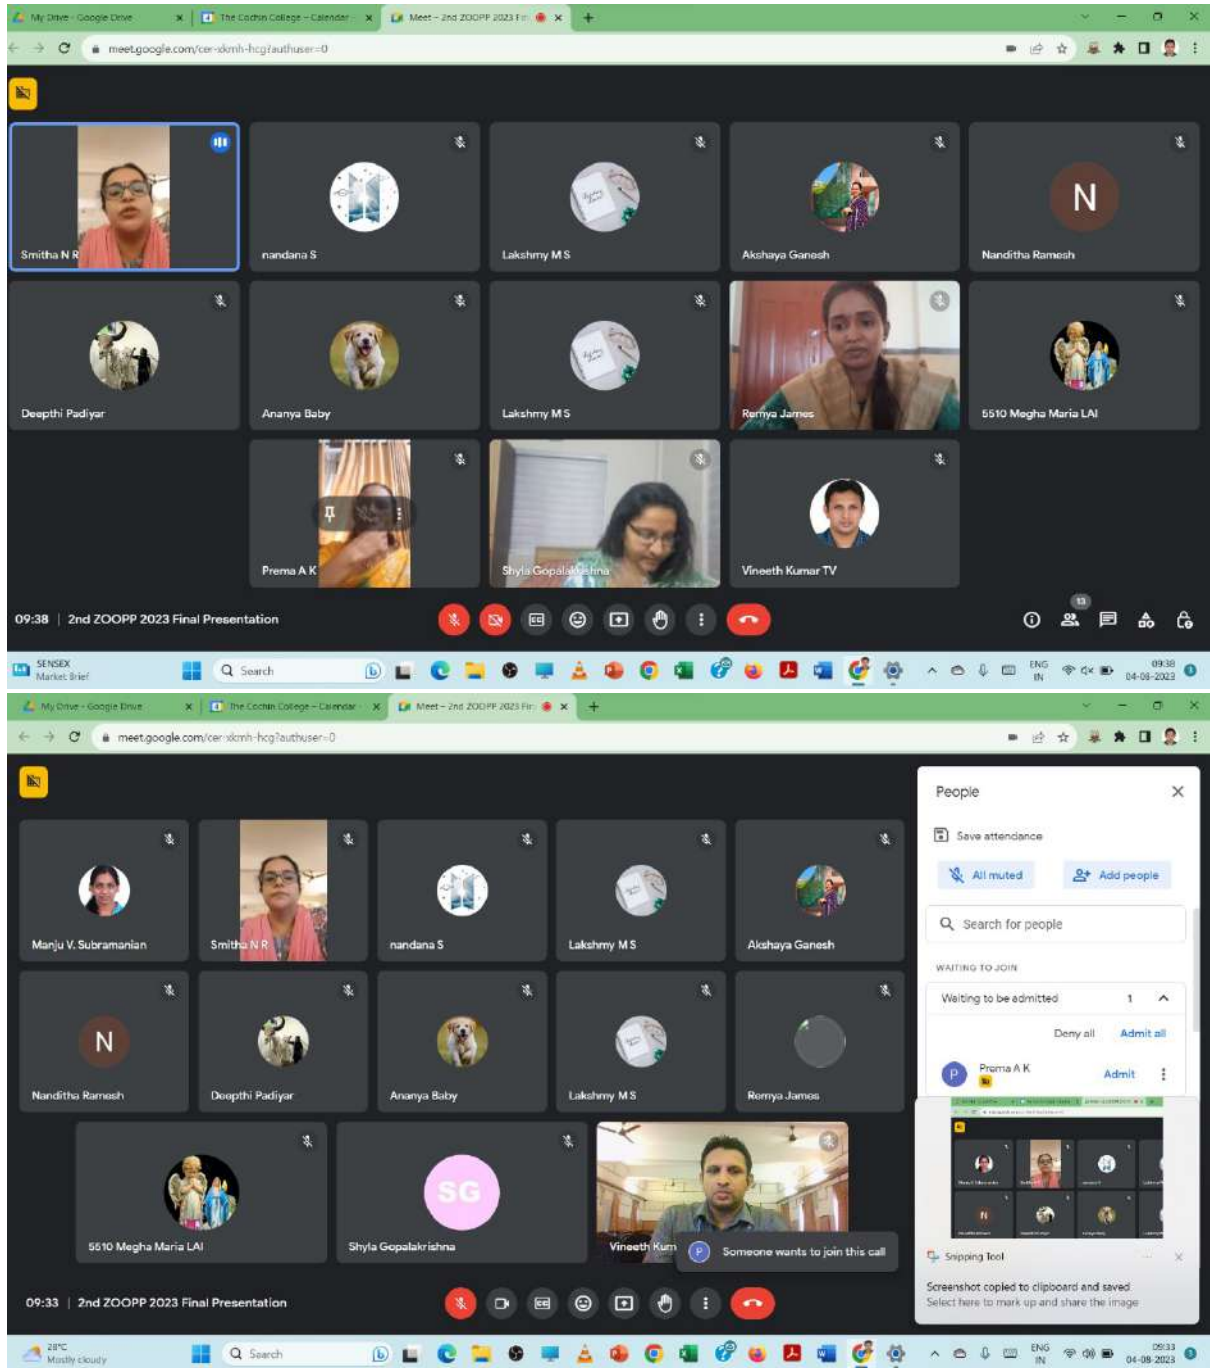 My Drive - Google Drive
The Cochin College - Calendar
Meet - 2nd ZOOPP 2023 Fin
meet.google.com/cer-xkmh-hcg?authuser=0
Smitha N R
nandana S
Lakshmy M S
Akshaya Ganesh
N
Nanditha Ramesh
Deepthi Padiyar
Ananya Baby
Lakshmy M S
Remya James
5510 Megha Maria LAI
Prema A K
Shyla Gopalakrishna
Vineeth Kumar TV
09:38 | 2nd ZOOPP 2023 Final Presentation
13
SENSEX
Market Brief
Search
ENG
IN
09:38
04-08-2023
My Drive - Google Drive
The Cochin College - Calendar
Meet - 2nd ZOOPP 2023 Fin
meet.google.com/cer-xkmh-hcg?authuser=0
People
Save attendance
All muted
Add people
Search for people
WAITING TO JOIN
Waiting to be admitted 1
Deny all Admit all
P Prema A K Admit
Manju V. Subramanian
Smitha N R
nandana S
Lakshmy M S
Akshaya Ganesh
N
Nanditha Ramesh
Deepthi Padiyar
Ananya Baby
Lakshmy M S
Remya James
5510 Megha Maria LAI
SG
Shyla Gopalakrishna
Vineeth Kum
P Someone wants to join this call
Snipping Tool
Screenshot copied to clipboard and saved
Select here to mark up and share the image
09:33 | 2nd ZOOPP 2023 Final Presentation
28°C
Mostly cloudy
Search
ENG
IN
09:33
04-08-2023